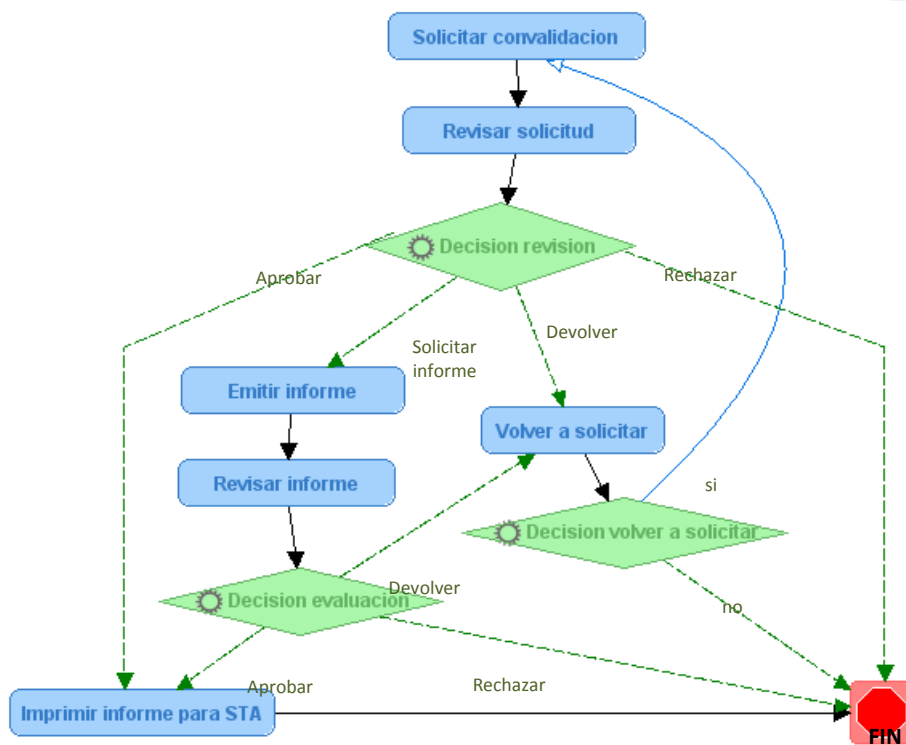 Solicitar convalidacion
Revisar solicitud
Decision revision
Aprobar
Rechazar
Devolver
Solicitar
informe
Emitir informe
Volver a solicitar
Revisar informe
si
Decision volver a solicitar
Devolver
Decision evaluacion
no
Aprobar
Rechazar
Imprimir informe para STA
FIN